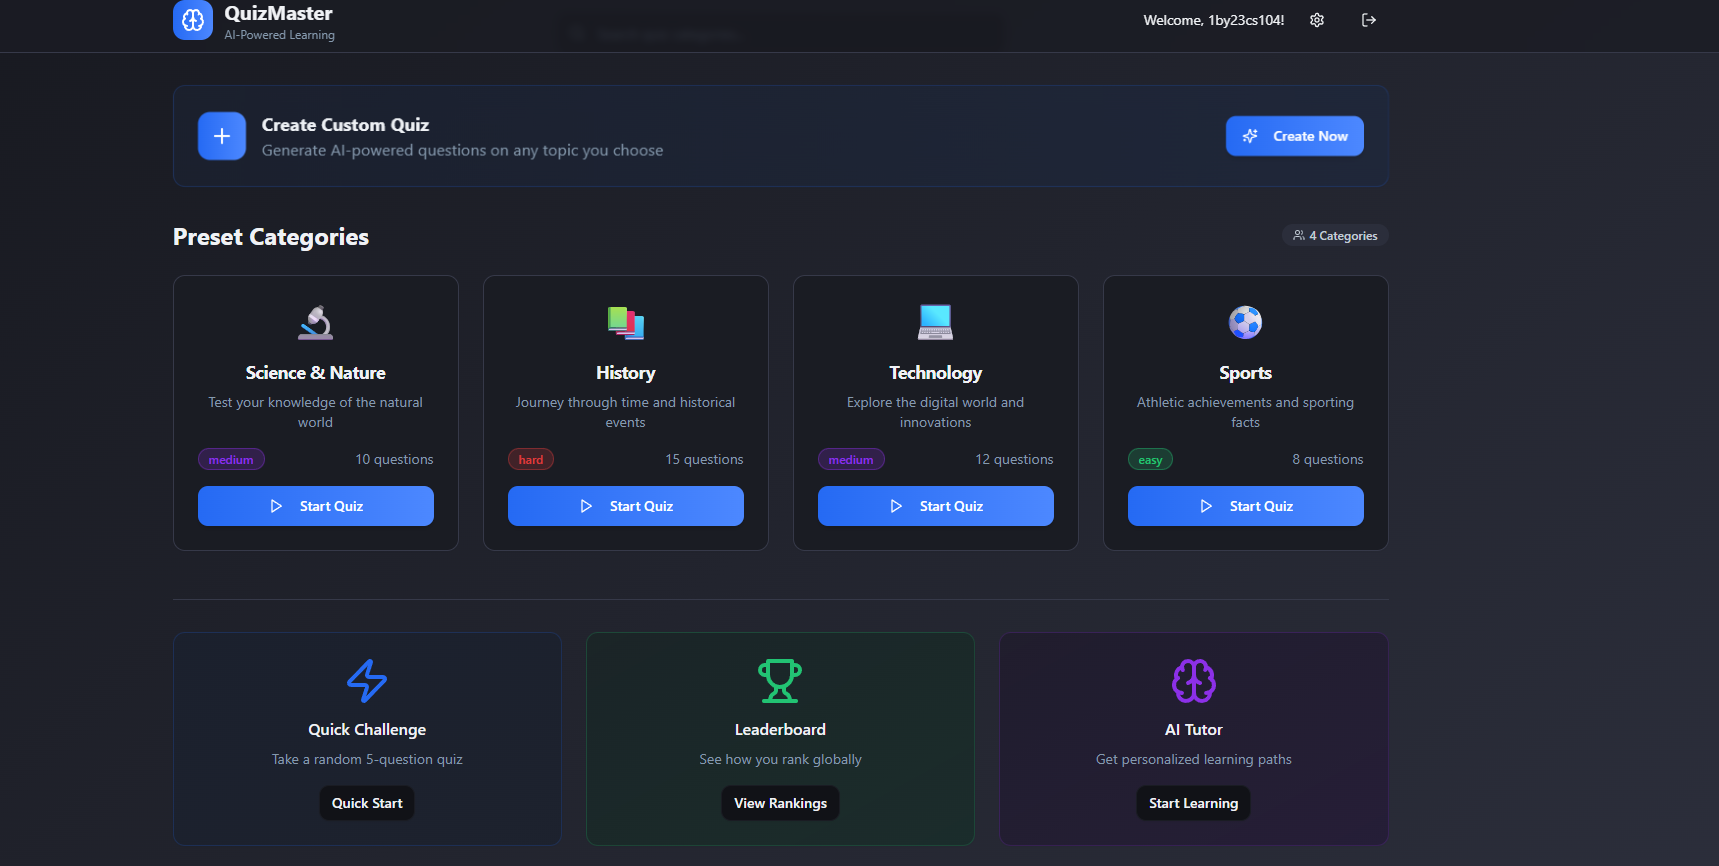 QuizMaster
AI-Powered Learning
Welcome, 1by23cs104!
Create Custom Quiz
Generate AI-powered questions on any topic you choose
Create Now
Preset Categories
4 Categories
Science & Nature
Test your knowledge of the natural
world
medium
10 questions
Start Quiz
History
Journey through time and historical
events
hard
15 questions
Start Quiz
Technology
Explore the digital world and
innovations
medium
12 questions
Start Quiz
Sports
Athletic achievements and sporting
facts
easy
8 questions
Start Quiz
Quick Challenge
Take a random 5-question quiz
Quick Start
Leaderboard
See how you rank globally
View Rankings
AI Tutor
Get personalized learning paths
Start Learning